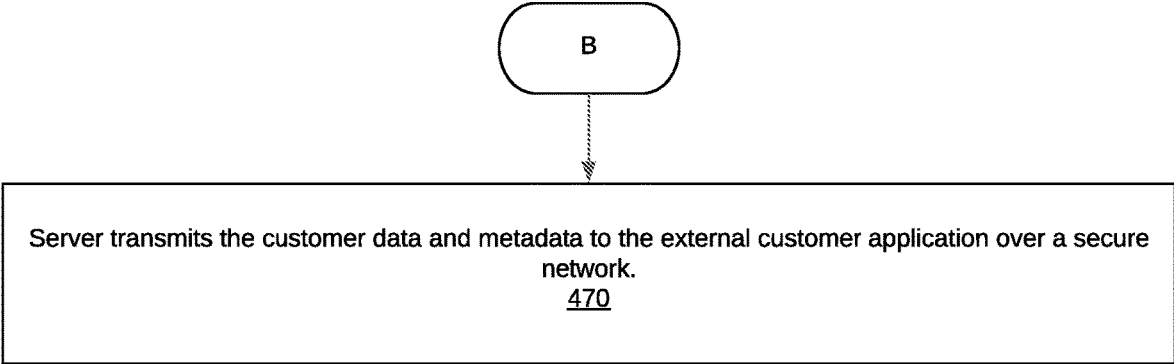 B
Server transmits the customer data and metadata to the external customer application over a secure
network.
470